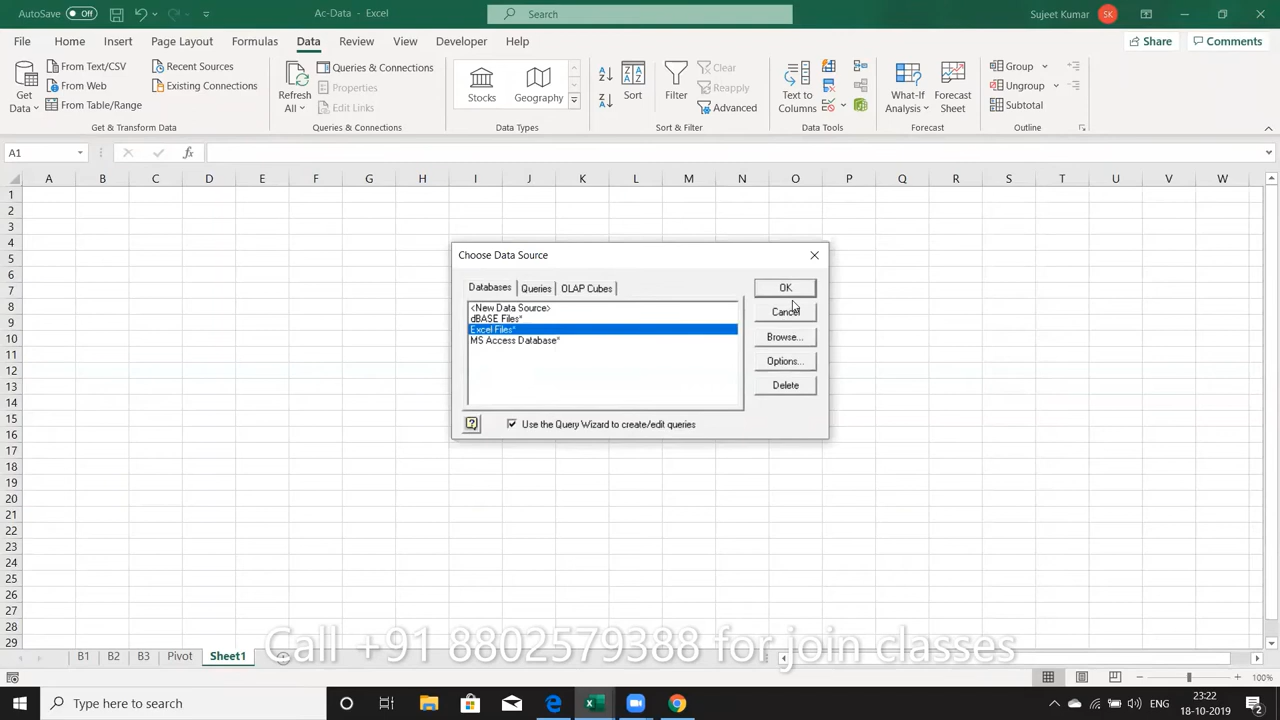 AutoSave Off
Ac-Data - Excel
Search
Sujeet Kumar SK
File Home Insert Page Layout Formulas Data Review View Developer Help
Share Comments
Get Data
From Text/CSV
From Web
From Table/Range
Recent Sources
Existing Connections
Get & Transform Data
Refresh All
Queries & Connections
Properties
Edit Links
Queries & Connections
Stocks
Geography
Data Types
Sort
Filter
Clear
Reapply
Advanced
Sort & Filter
Text to Columns
Data Tools
What-If Analysis
Forecast Sheet
Forecast
Group
Ungroup
Subtotal
Outline
A1
fx
A B C D E F G H I J K L M N O P Q R S T U V W
1
2
3
4
5
6
7
8
9
10
11
12
13
14
15
16
17
18
19
20
21
22
23
24
25
26
27
28
29
Choose Data Source
Databases Queries OLAP Cubes
<New Data Source>
dBASE Files*
Excel Files*
MS Access Database*
OK
Cancel
Browse...
Options...
Delete
Use the Query Wizard to create/edit queries
Call +91 8802579388 for join classes
B1 B2 B3 Pivot Sheet1
100%
Type here to search
23:22
18-10-2019